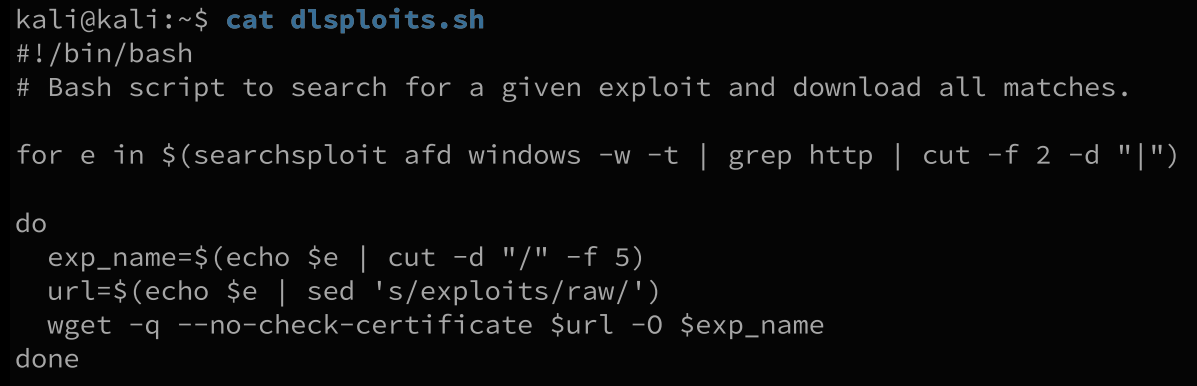 kali@kali:~$ cat dlsploits.sh
#!/bin/bash
# Bash script to search for a given exploit and download all matches.
for e in $(searchsploit afd windows -w -t | grep http | cut -f 2 -d "|")
do
exp_name=$(echo $e | cut -d "/" -f 5)
url=$(echo $e | sed 's/exploits/raw/')
wget -q --no-check-certificate $url -O $exp_name
done